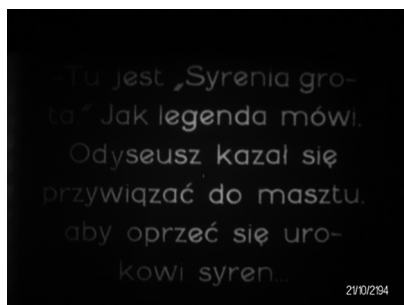 -Tu jest „Syrenia gro-
ta.” Jak legenda mówi.
Odyseusz kazał się
przywiązać do masztu.
aby oprzeć się uro-
kowi syren...
21/10/2194